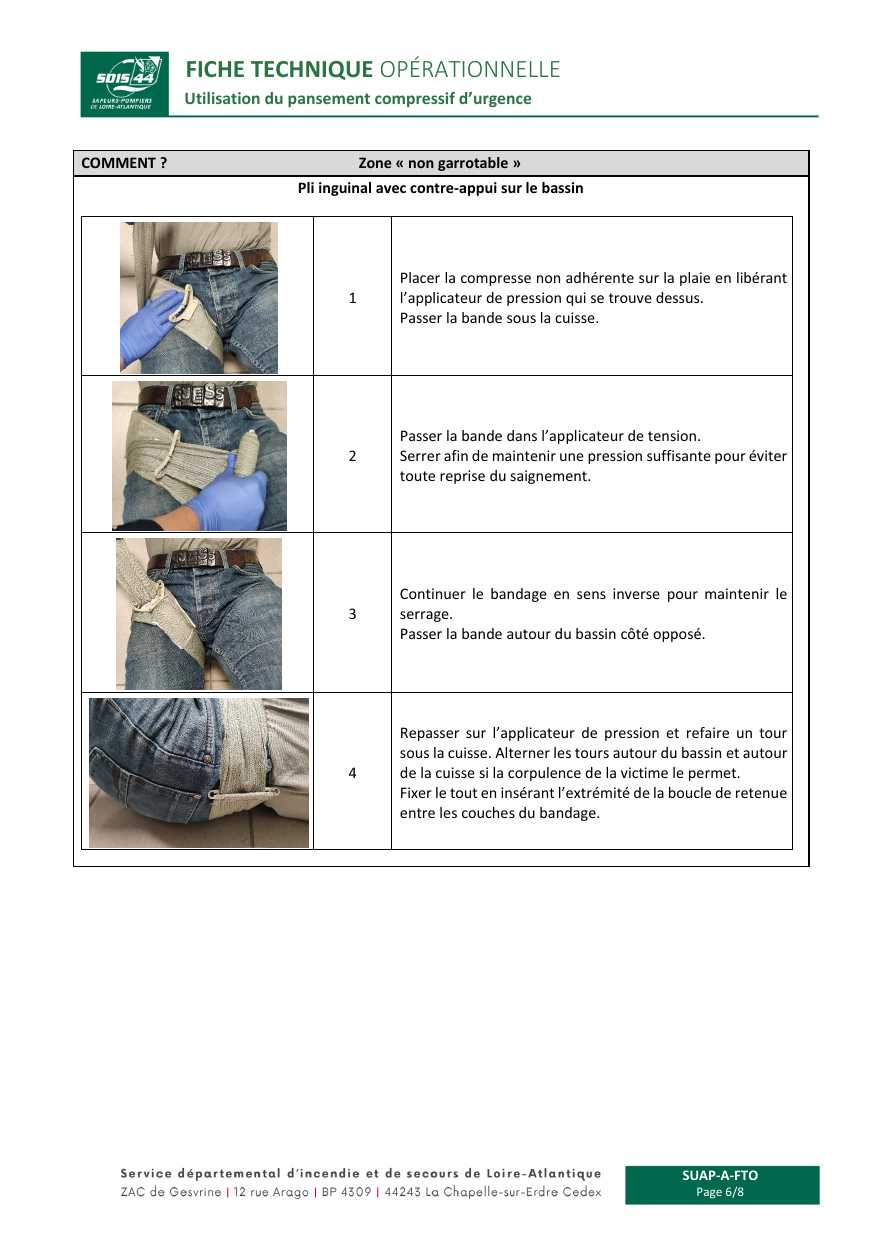 SDIS 44
SAPEURS-POMPIERS
DE LOIRE-ATLANTIQUE
FICHE TECHNIQUE OPÉRATIONNELLE
Utilisation du pansement compressif d’urgence
COMMENT ? Zone « non garrotable »
Pli inguinal avec contre-appui sur le bassin
1
Placer la compresse non adhérente sur la plaie en libérant
l’applicateur de pression qui se trouve dessus.
Passer la bande sous la cuisse.
2
Passer la bande dans l’applicateur de tension.
Serrer afin de maintenir une pression suffisante pour éviter
toute reprise du saignement.
3
Continuer le bandage en sens inverse pour maintenir le
serrage.
Passer la bande autour du bassin côté opposé.
4
Repasser sur l’applicateur de pression et refaire un tour
sous la cuisse. Alterner les tours autour du bassin et autour
de la cuisse si la corpulence de la victime le permet.
Fixer le tout en insérant l’extrémité de la boucle de retenue
entre les couches du bandage.
Service départemental d’incendie et de secours de Loire-Atlantique
ZAC de Gesvrine | 12 rue Arago | BP 4309 | 44243 La Chapelle-sur-Erdre Cedex
SUAP-A-FTO
Page 6/8